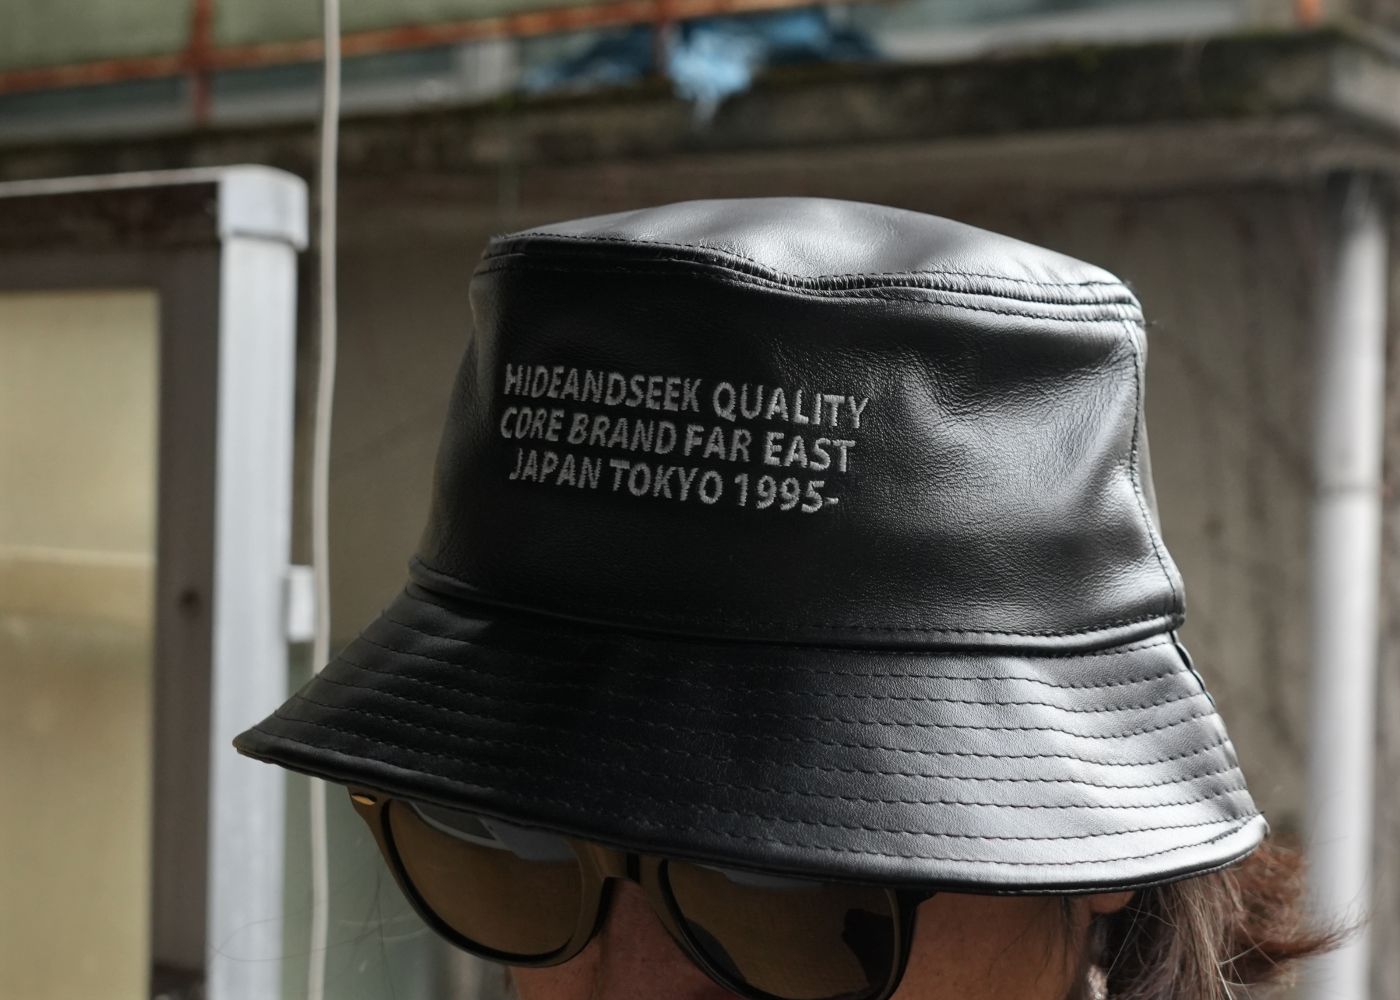 HIDEANDSEEK QUALITY
CORE BRAND FAR EAST
JAPAN TOKYO 1995-